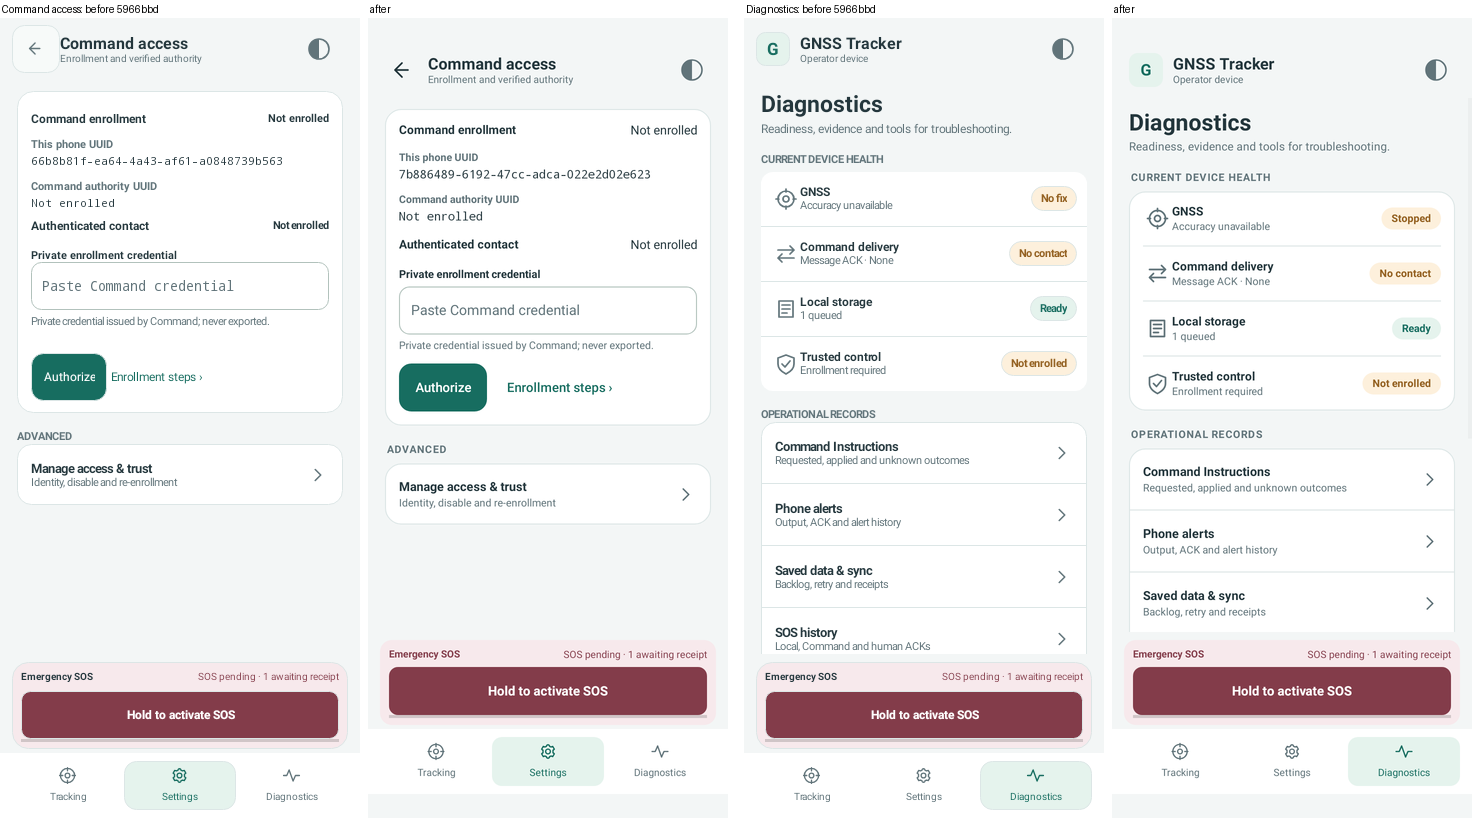 Command access: before 5966bbd
Command access
Enrollment and verified authority
Command enrollment
Not enrolled
This phone UUID
66b8b81f-ea64-4a43-af61-a0848739b563
Command authority UUID
Not enrolled
Authenticated contact
Not enrolled
Private enrollment credential
Paste Command credential
Private credential issued by Command; never exported.
Authorize
Enrollment steps ›
ADVANCED
Manage access & trust
Identity, disable and re-enrollment
Emergency SOS
SOS pending · 1 awaiting receipt
Hold to activate SOS
Tracking
Settings
Diagnostics
after
Command access
Enrollment and verified authority
Command enrollment
Not enrolled
This phone UUID
7b886489-6192-47cc-adca-022e2d02e623
Command authority UUID
Not enrolled
Authenticated contact
Not enrolled
Private enrollment credential
Paste Command credential
Private credential issued by Command; never exported.
Authorize
Enrollment steps ›
ADVANCED
Manage access & trust
Identity, disable and re-enrollment
Emergency SOS
SOS pending · 1 awaiting receipt
Hold to activate SOS
Tracking
Settings
Diagnostics
Diagnostics: before 5966bbd
G
GNSS Tracker
Operator device
Diagnostics
Readiness, evidence and tools for troubleshooting.
CURRENT DEVICE HEALTH
GNSS
Accuracy unavailable
No fix
Command delivery
Message ACK · None
No contact
Local storage
1 queued
Ready
Trusted control
Enrollment required
Not enrolled
OPERATIONAL RECORDS
Command Instructions
Requested, applied and unknown outcomes
Phone alerts
Output, ACK and alert history
Saved data & sync
Backlog, retry and receipts
SOS history
Local, Command and human ACKs
Emergency SOS
SOS pending · 1 awaiting receipt
Hold to activate SOS
Tracking
Settings
Diagnostics
after
G
GNSS Tracker
Operator device
Diagnostics
Readiness, evidence and tools for troubleshooting.
CURRENT DEVICE HEALTH
GNSS
Accuracy unavailable
Stopped
Command delivery
Message ACK · None
No contact
Local storage
1 queued
Ready
Trusted control
Enrollment required
Not enrolled
OPERATIONAL RECORDS
Command Instructions
Requested, applied and unknown outcomes
Phone alerts
Output, ACK and alert history
Saved data & sync
Backlog, retry and receipts
Emergency SOS
SOS pending · 1 awaiting receipt
Hold to activate SOS
Tracking
Settings
Diagnostics